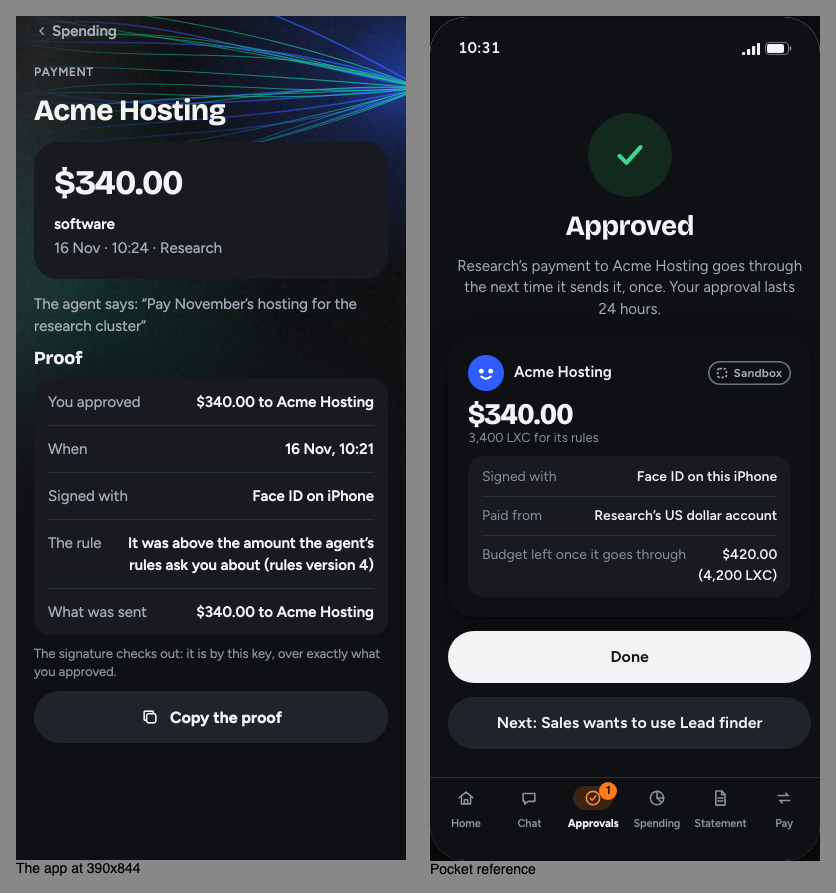 Spending
PAYMENT
Acme Hosting
$340.00
software
16 Nov · 10:24 · Research
The agent says: “Pay November’s hosting for the
research cluster”
Proof
You approved $340.00 to Acme Hosting
When 16 Nov, 10:21
Signed with Face ID on iPhone
The rule It was above the amount the agent’s
rules ask you about (rules version 4)
What was sent $340.00 to Acme Hosting
The signature checks out: it is by this key, over exactly what
you approved.
Copy the proof
The app at 390x844
10:31
Approved
Research’s payment to Acme Hosting goes through
the next time it sends it, once. Your approval lasts
24 hours.
Acme Hosting Sandbox
$340.00
3,400 LXC for its rules
Signed with Face ID on this iPhone
Paid from Research’s US dollar account
Budget left once it goes through $420.00
(4,200 LXC)
Done
Next: Sales wants to use Lead finder
1
Home Chat Approvals Spending Statement Pay
Pocket reference